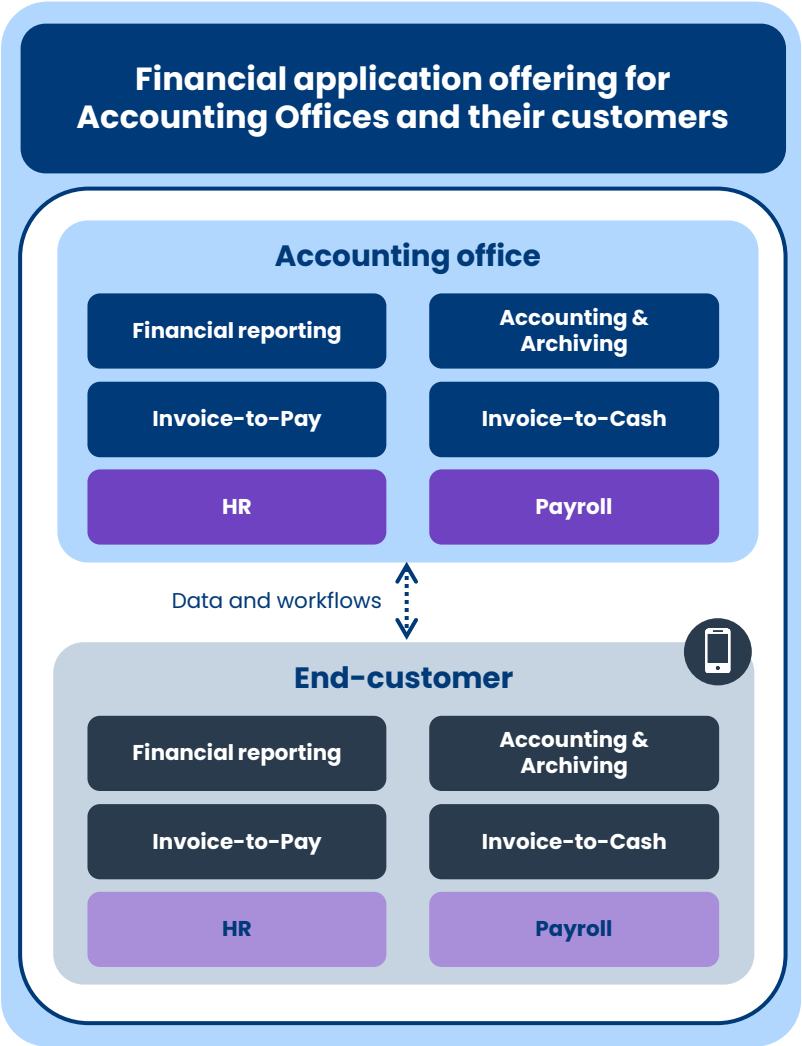 Financial application offering for
Accounting Offices and their customers
Accounting office
Financial reporting
Accounting &
Archiving
Invoice-to-Pay
Invoice-to-Cash
HR
Payroll
Data and workflows
End-customer
Financial reporting
Accounting &
Archiving
Invoice-to-Pay
Invoice-to-Cash
HR
Payroll